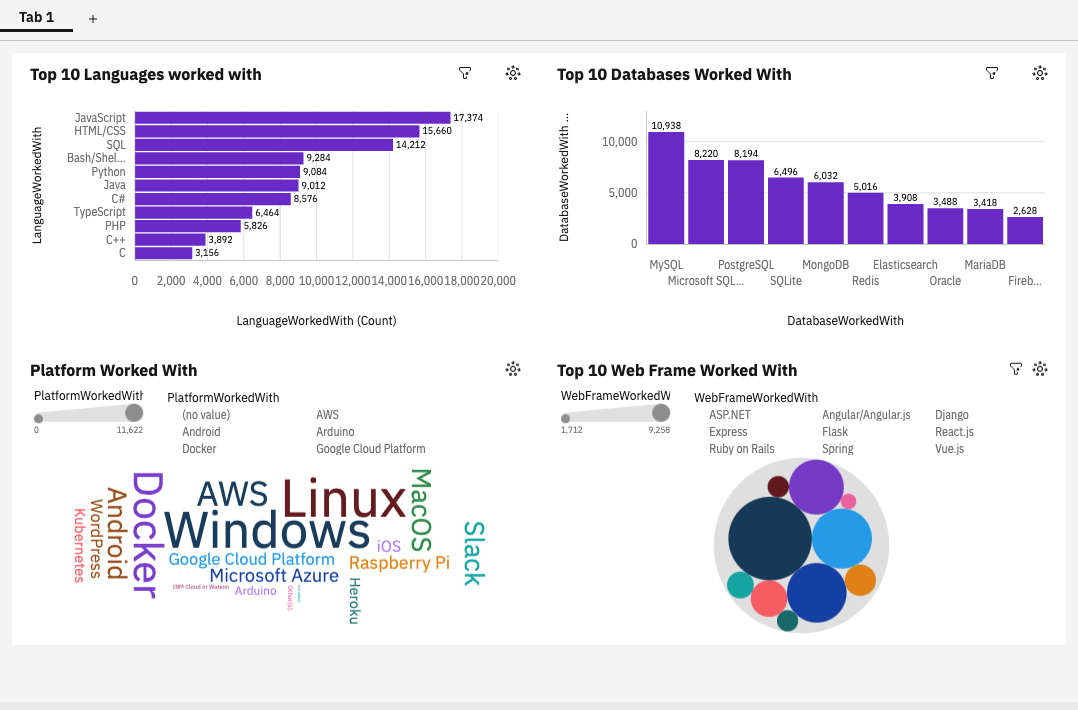 Tab 1 +
Top 10 Languages worked with
LanguageWorkedWith
JavaScript 17,374
HTML/CSS 15,660
SQL 14,212
Bash/Shel... 9,284
Python 9,084
Java 9,012
C# 8,576
TypeScript 6,464
PHP 5,826
C++ 3,892
C 3,156
0 2,000 4,000 6,000 8,000 10,000 12,000 14,000 16,000 18,000 20,000
LanguageWorkedWith (Count)
Top 10 Databases Worked With
DatabaseWorkedWith ...
10,000
5,000
0
10,938 8,220 8,194 6,496 6,032 5,016 3,908 3,488 3,418 2,628
MySQL PostgreSQL MongoDB Elasticsearch MariaDB
Microsoft SQL... SQLite Redis Oracle Fireb...
DatabaseWorkedWith
Platform Worked With
PlatformWorkedWith
0 11,622
PlatformWorkedWith
(no value) AWS
Android Arduino
Docker Google Cloud Platform
Kubernetes
WordPress
Android
Docker
AWS
Linux
Windows
MacOS
iOS
Google Cloud Platform
Raspberry Pi
Microsoft Azure
IBM Cloud or Watson
Arduino
Other(s):
Heroku
Slack
Top 10 Web Frame Worked With
WebFrameWorkedW
1,712 9,258
WebFrameWorkedWith
ASP.NET Angular/Angular.js Django
Express Flask React.js
Ruby on Rails Spring Vue.js